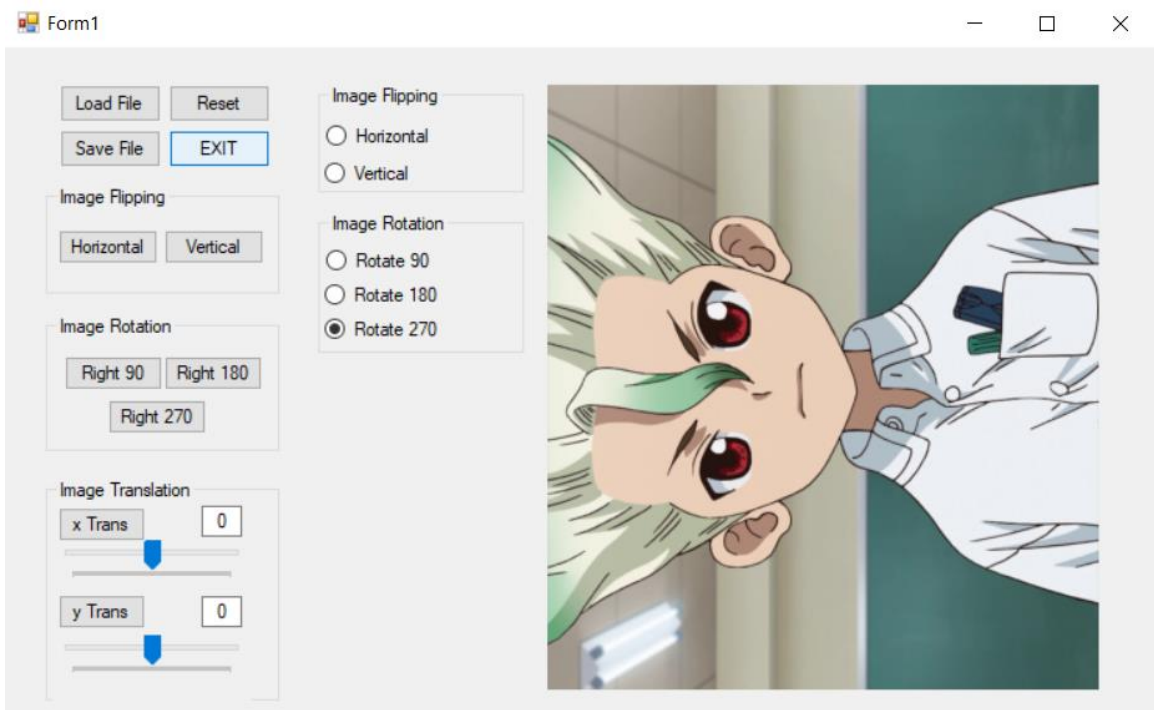 Form1
Load File Reset
Save File EXIT
Image Flipping
Horizontal Vertical
Image Rotation
Right 90 Right 180
Right 270
Image Translation
x Trans 0
y Trans 0
Image Flipping
Horizontal
Vertical
Image Rotation
Rotate 90
Rotate 180
Rotate 270